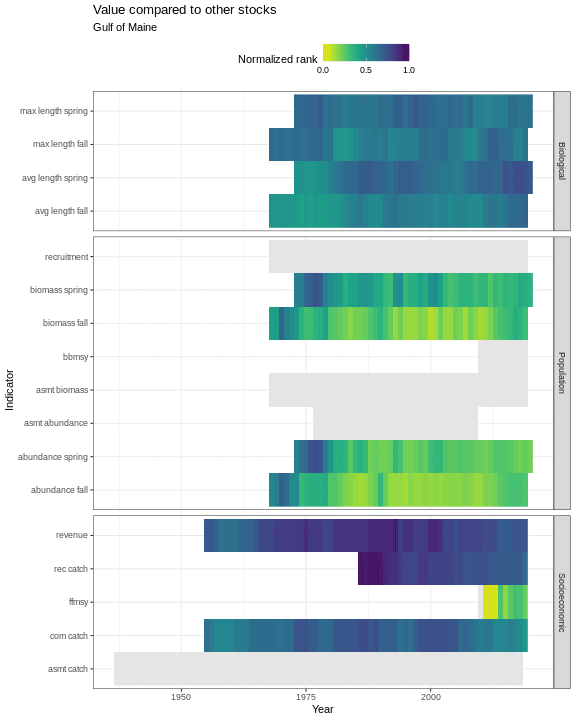 Value compared to other stocks
Gulf of Maine
Normalized rank
0.0 0.5 1.0
max length spring
max length fall
avg length spring
avg length fall
Biological
recruitment
biomass spring
biomass fall
bbmsy
asmt biomass
asmt abundance
abundance spring
abundance fall
Population
revenue
rec catch
ffmsy
com catch
asmt catch
Socioeconomic
Indicator
1950 1975 2000
Year